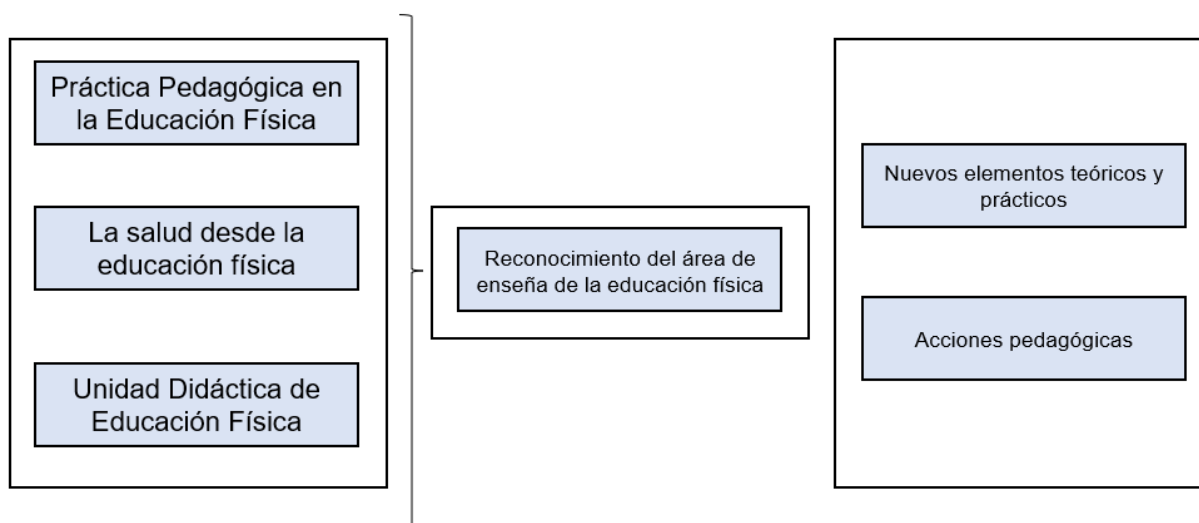 Práctica Pedagógica en
la Educación Física
La salud desde la
educación física
Unidad Didáctica de
Educación Física
Reconocimiento del área de
enseña de la educación física
Nuevos elementos teóricos y
prácticos
Acciones pedagógicas